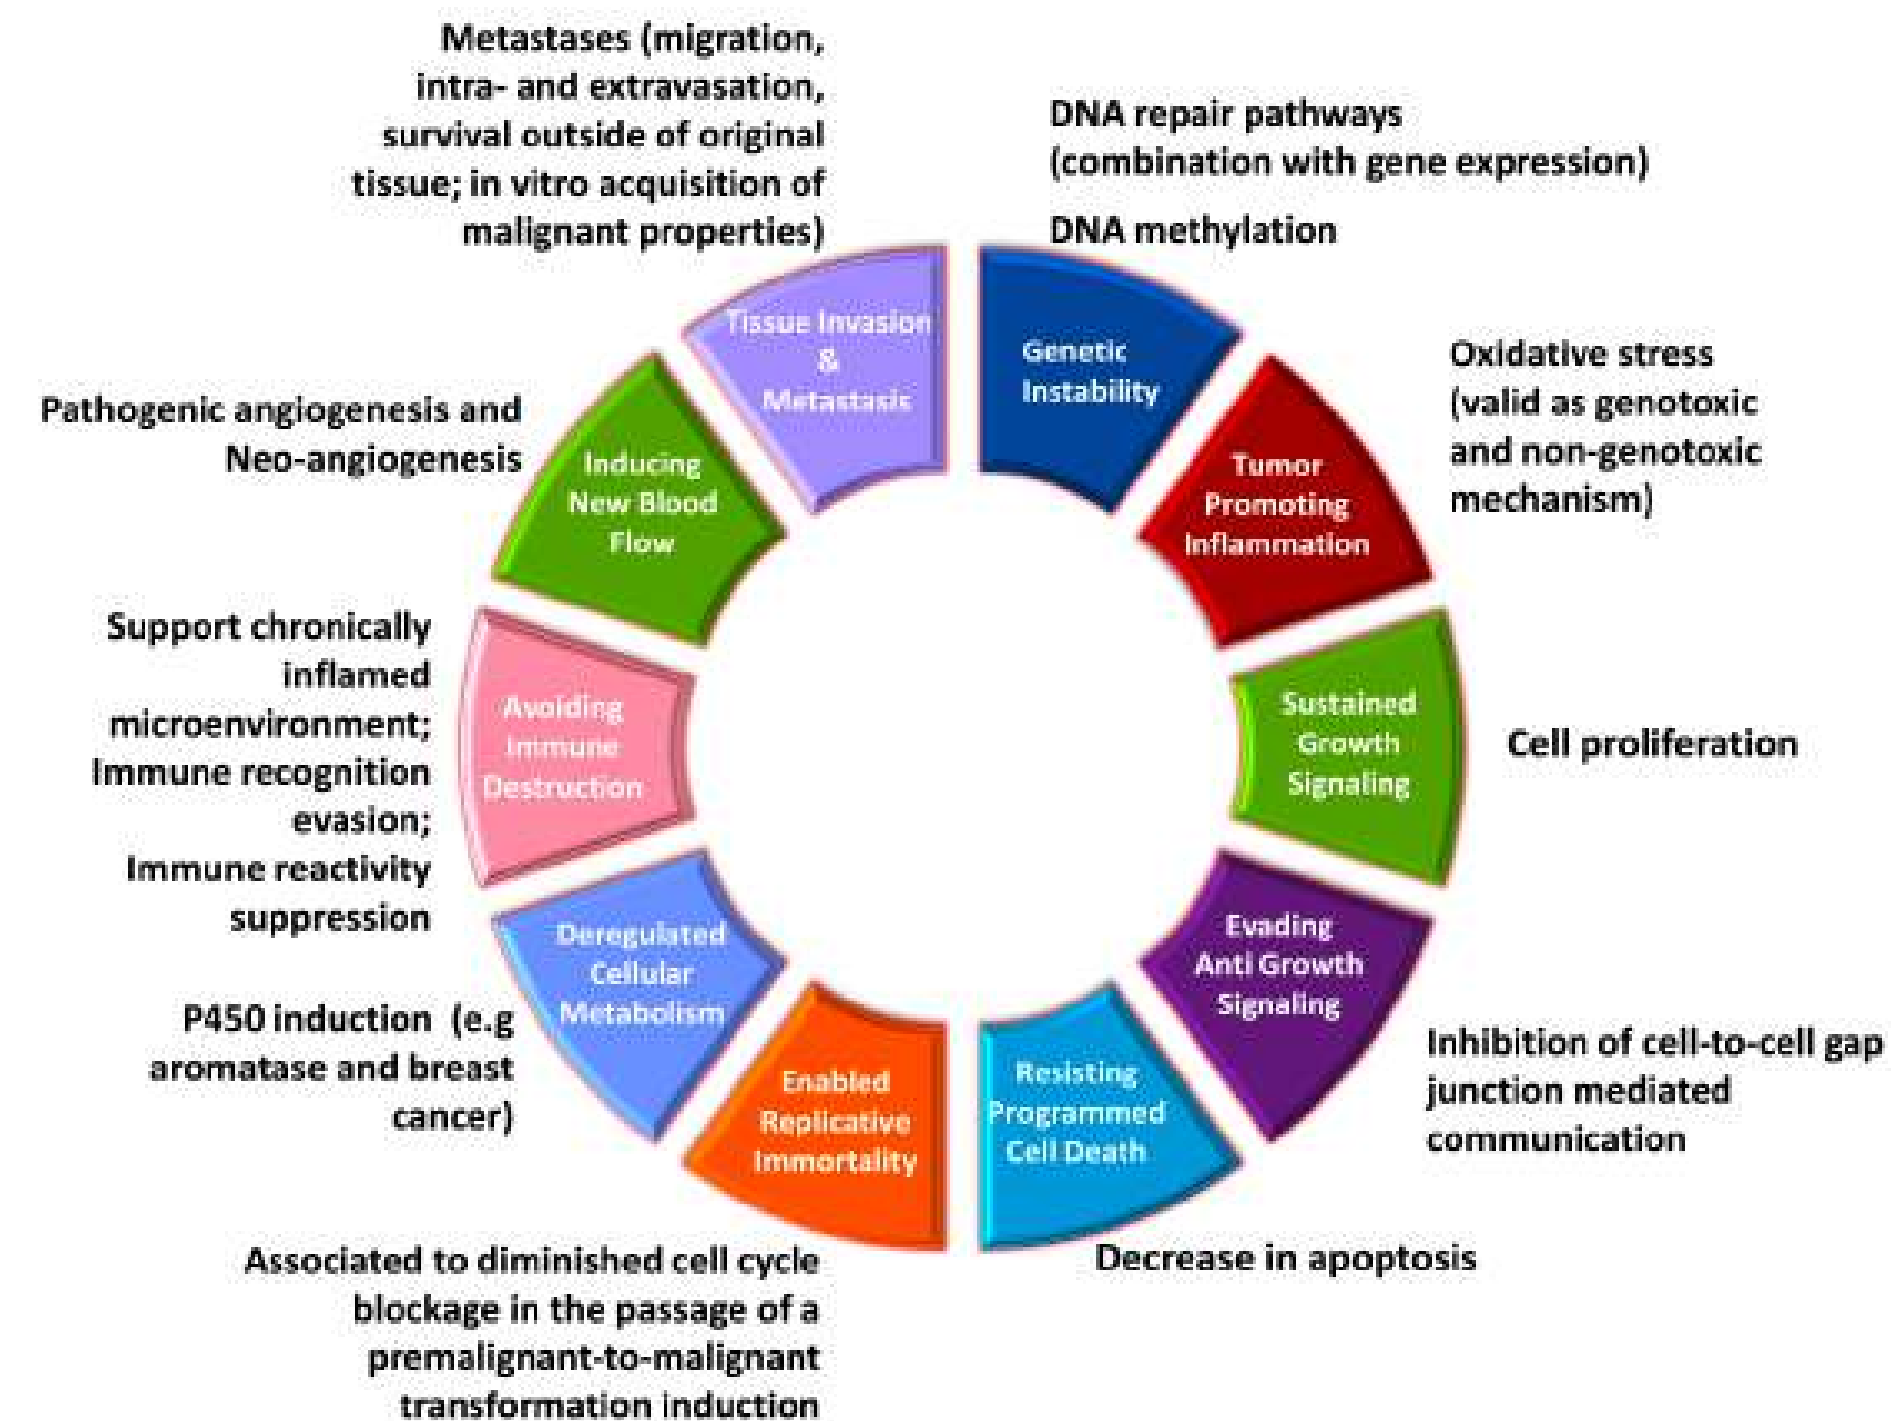 Metastases (migration,
intra- and extravasation,
survival outside of original
tissue; in vitro acquisition of
malignant properties)
DNA repair pathways
(combination with gene expression)
DNA methylation
Tissue Invasion
&
Metastasis
Genetic
Instability
Oxidative stress
(valid as genotoxic
and non-genotoxic
mechanism)
Pathogenic angiogenesis and
Neo-angiogenesis
Inducing
New Blood
Flow
Tumor
Promoting
Inflammation
Support chronically
inflamed
microenvironment;
Immune recognition
evasion;
Immune reactivity
suppression
Avoiding
Immune
Destruction
Sustained
Growth
Signaling
Cell proliferation
Deregulated
Cellular
Metabolism
Evading
Anti Growth
Signaling
P450 induction (e.g
aromatase and breast
cancer)
Inhibition of cell-to-cell gap
junction mediated
communication
Enabled
Replicative
Immortality
Resisting
Programmed
Cell Death
Associated to diminished cell cycle
blockage in the passage of a
premalignant-to-malignant
transformation induction
Decrease in apoptosis